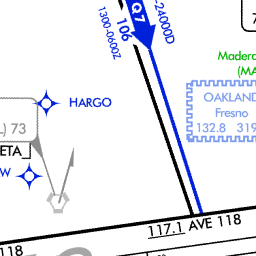 Q7
-24000D
106
1300-0600Z
Madera
(MA
HARGO
OAKLAND
Fresno
132.8 319
L) 73
ETA
W
117.1 AVE 118
118